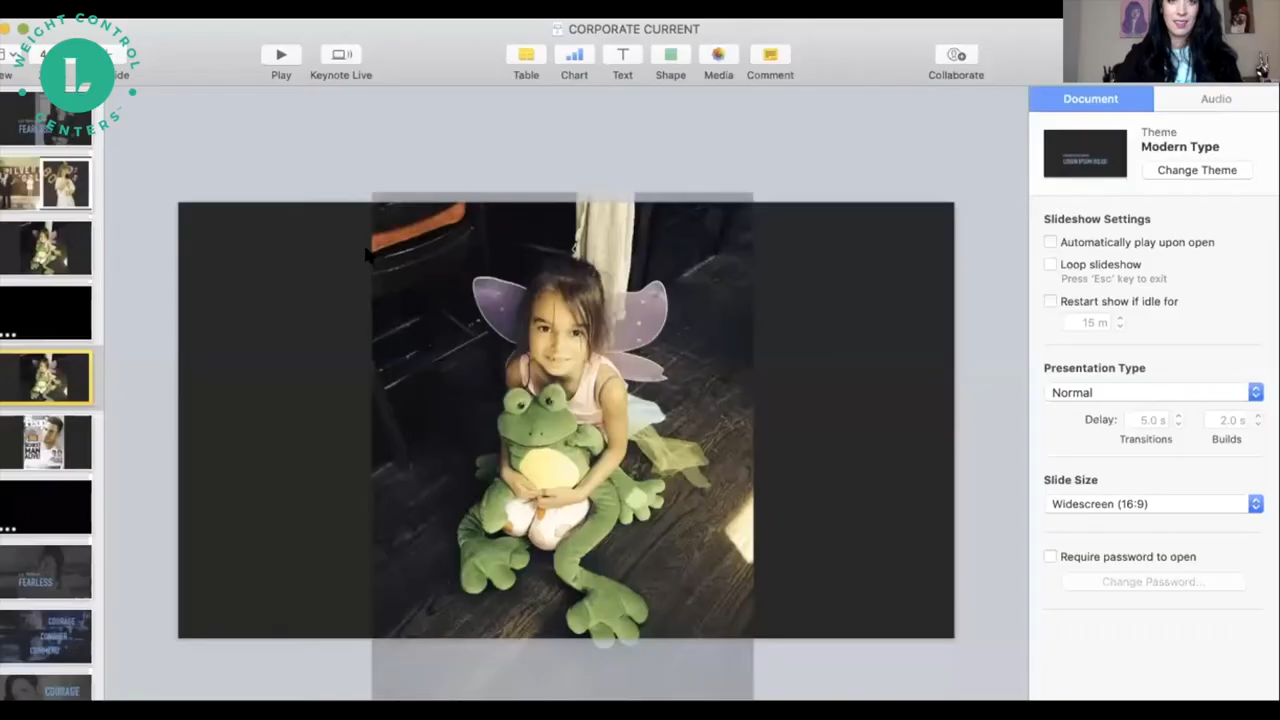 CORPORATE CURRENT
WEIGHT CONTROL
L
CENTERS
Play
Keynote Live
Table
Chart
Text
Shape
Media
Comment
Collaborate
Document
Audio
Theme
Modern Type
Change Theme
Slideshow Settings
Automatically play upon open
Loop slideshow
Press 'Esc' key to exit
Restart show if idle for
15 m
Presentation Type
Normal
Delay:
5.0 s
2.0 s
Transitions
Builds
Slide Size
Widescreen (16:9)
Require password to open
Change Password...
FEARLESS
COURAGE
COURAGE